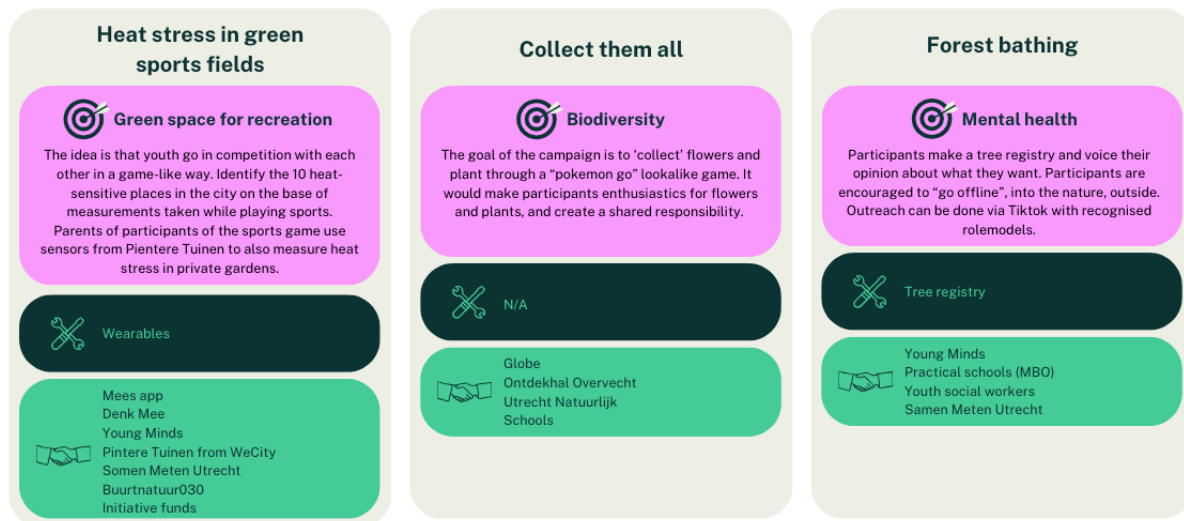 Heat stress in green
sports fields
Green space for recreation
The idea is that youth go in competition with each
other in a game-like way. Identify the 10 heat-
sensitive places in the city on the base of
measurements taken while playing sports.
Parents of participants of the sports game use
sensors from Pientere Tuinen to also measure heat
stress in private gardens.
Wearables
Mees app
Denk Mee
Young Minds
Pintere Tuinen from WeCity
Somen Meten Utrecht
Buurtnatuur030
Initiative funds
Collect them all
Biodiversity
The goal of the campaign is to ‘collect’ flowers and
plant through a “pokemon go” lookalike game. It
would make participants enthusiastics for flowers
and plants, and create a shared responsibility.
N/A
Globe
Ontdekhal Overvecht
Utrecht Natuurlijk
Schools
Forest bathing
Mental health
Participants make a tree registry and voice their
opinion about what they want. Participants are
encouraged to “go offline”, into the nature, outside.
Outreach can be done via Tiktok with recognised
rolemodels.
Tree registry
Young Minds
Practical schools (MBO)
Youth social workers
Samen Meten Utrecht